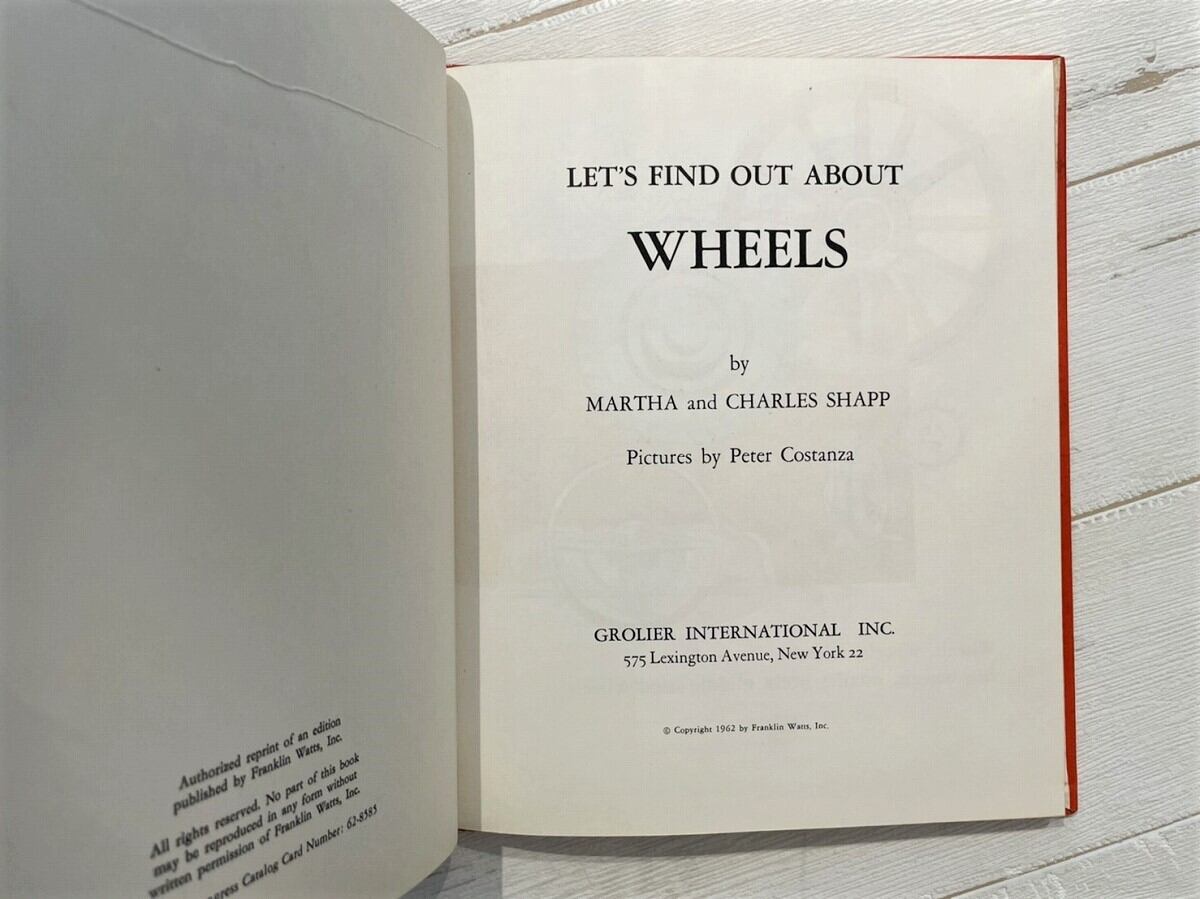 Authorized reprint of an edition
published by Franklin Watts, Inc.
All rights reserved. No part of this book
may be reproduced in any form without
written permission of Franklin Watts, Inc.
Catalog Card Number: 62-8585
LET'S FIND OUT ABOUT
WHEELS
by
MARTHA and CHARLES SHAPP
Pictures by Peter Costanza
GROLIER INTERNATIONAL INC.
575 Lexington Avenue, New York 22
© Copyright 1962 by Franklin Watts, Inc.